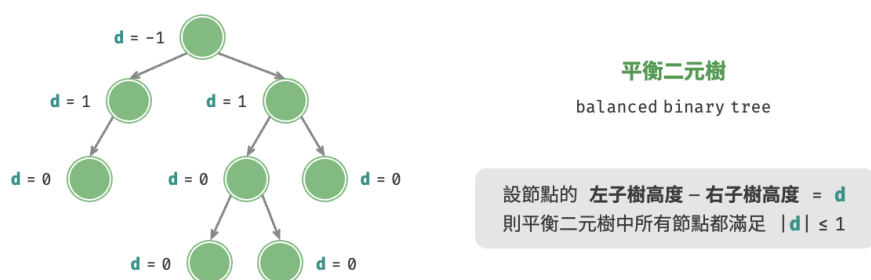 d = −1
d = 1
d = 1
d = 0
d = 0
d = 0
d = 0
d = 0
平衡二元樹
balanced binary tree
設節點的 左子樹高度 − 右子樹高度 = d
則平衡二元樹中所有節點都滿足 |d| ≤ 1